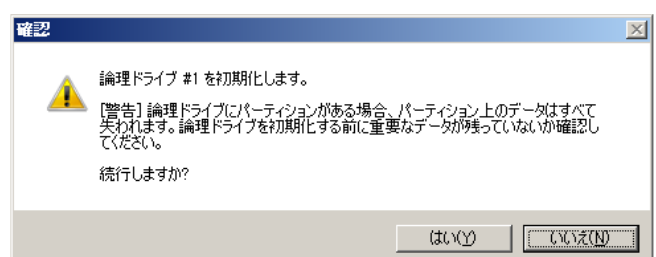 確認
論理ドライブ #1 を初期化します。
[警告] 論理ドライブにパーティションがある場合、パーティション上のデータはすべて
失われます。論理ドライブを初期化する前に重要なデータが残っていないか確認し
てください。
続行しますか?
はい(Y)
いいえ(N)